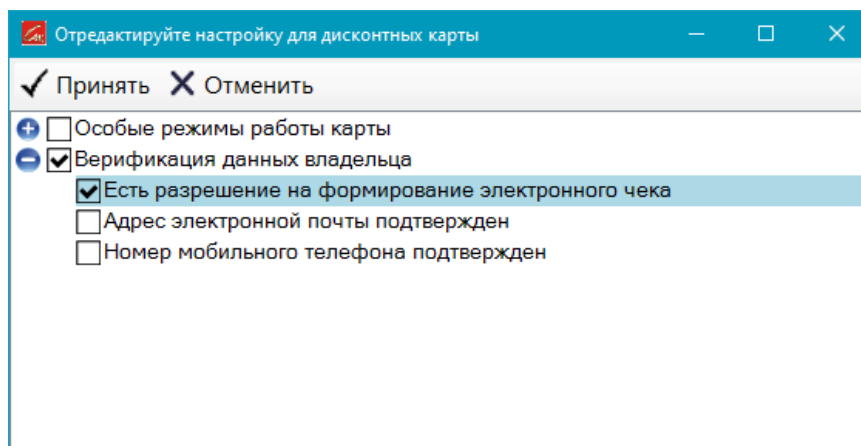 Отредактируйте настройку для дисконтных карты
Принять Отменить
Особые режимы работы карты
Верификация данных владельца
Есть разрешение на формирование электронного чека
Адрес электронной почты подтвержден
Номер мобильного телефона подтвержден